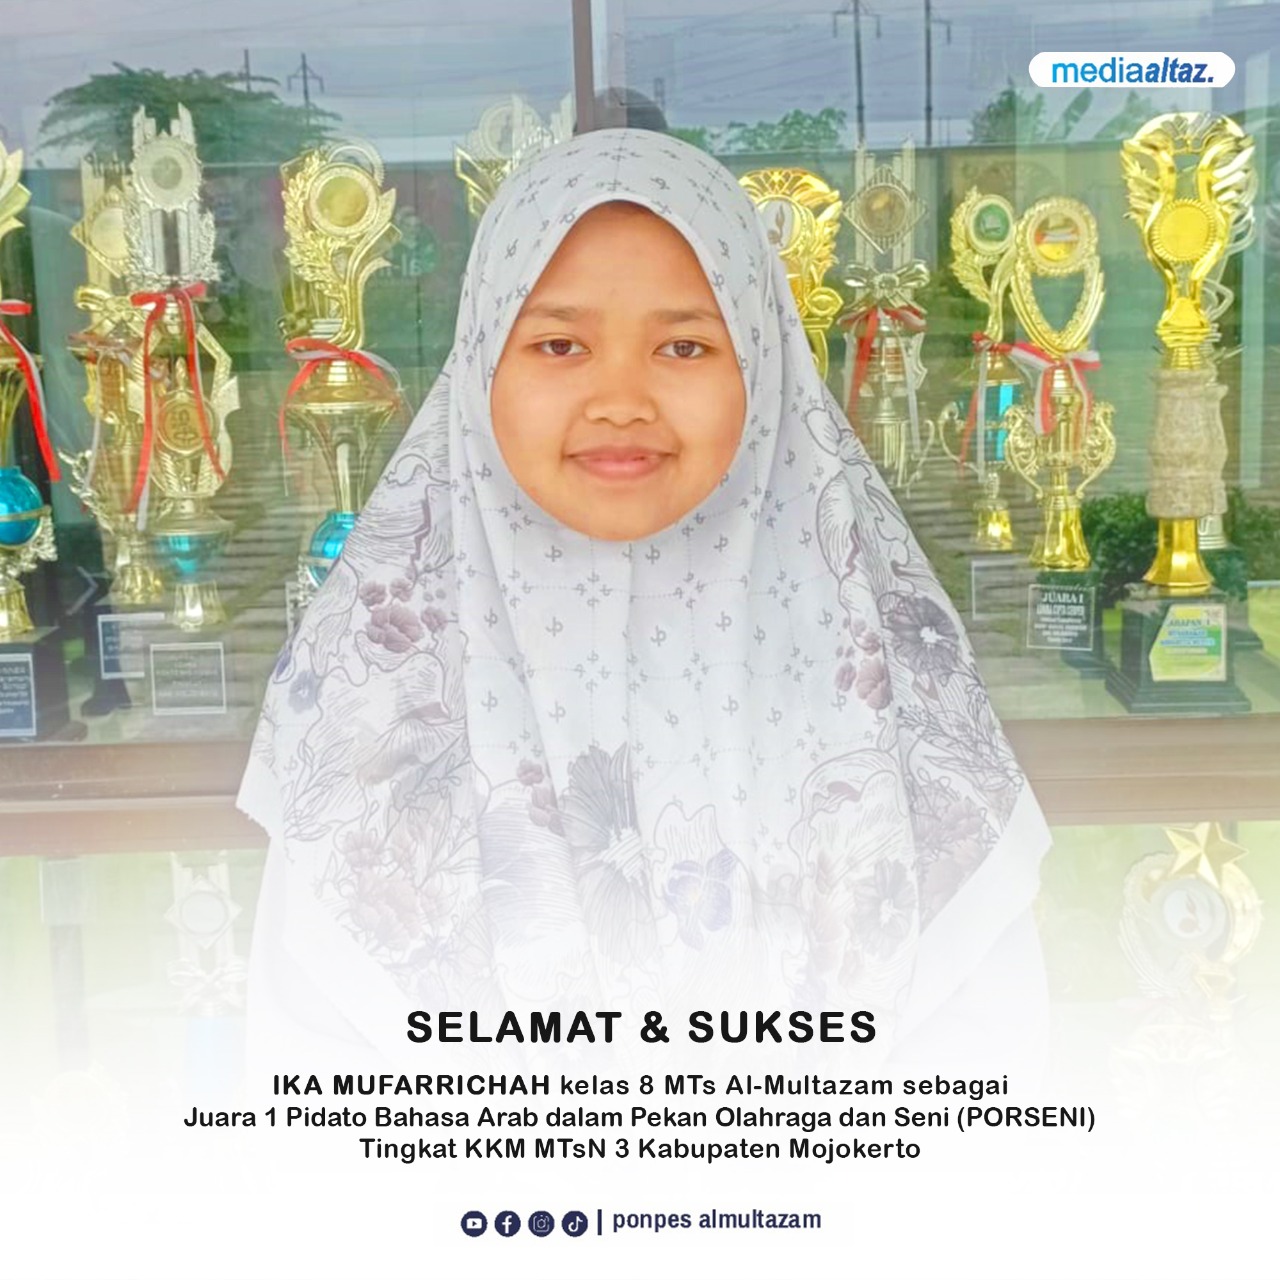 mediaaltaz.
JUARA I
SELAMAT & SUKSES
IKA MUFARRICHAH kelas 8 MTs Al-Multazam sebagai
Juara 1 Pidato Bahasa Arab dalam Pekan Olahraga dan Seni (PORSENI)
Tingkat KKM MTsN 3 Kabupaten Mojokerto
ponpes almultazam